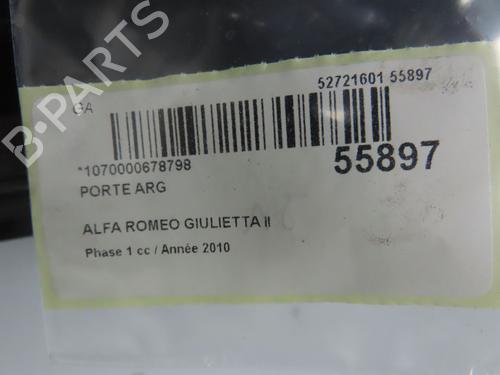 B-PARTS
52721601 55897
GA
*1070000678798
55897
PORTE ARG
ALFA ROMEO GIULIETTA II
Phase 1 cc / Année 2010